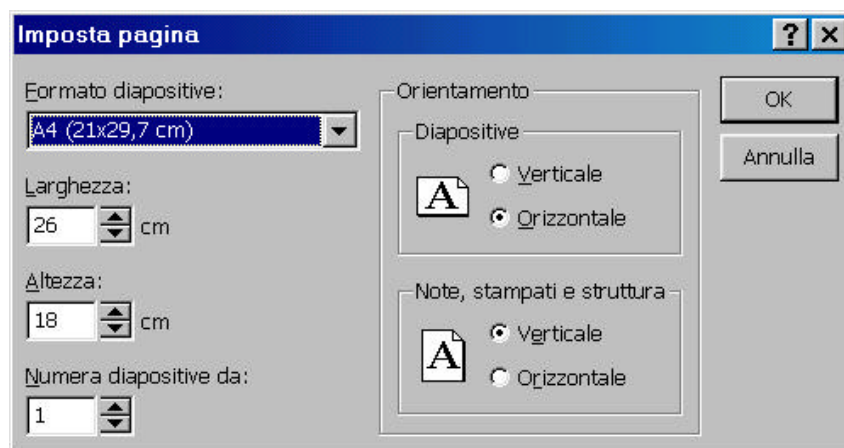 Imposta pagina
Formato diapositive:
A4 (21x29,7 cm)
Larghezza:
26 cm
Altezza:
18 cm
Numera diapositive da:
1
Orientamento
Diapositive
A
Verticale
Orizzontale
Note, stampati e struttura
A
Verticale
Orizzontale
OK
Annulla